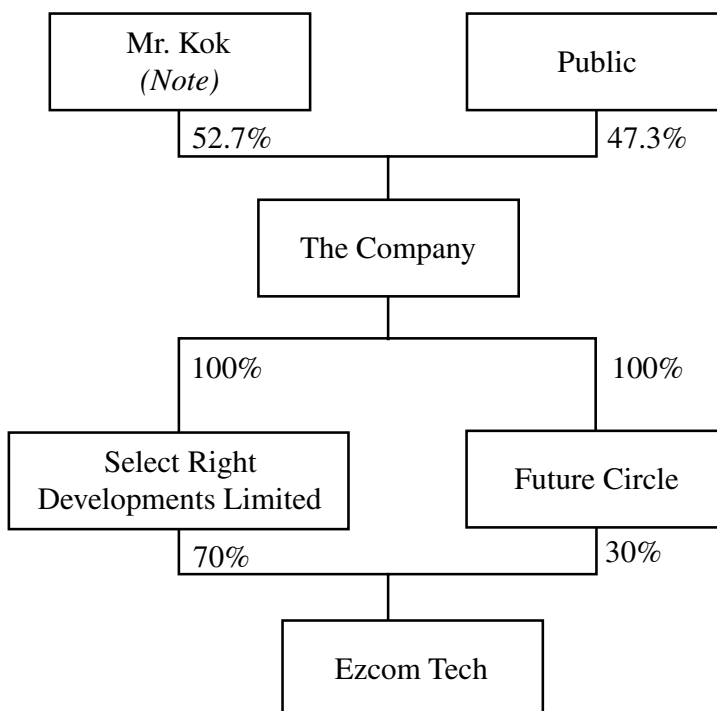 Mr. Kok
(Note)
Public
52.7%
47.3%
The Company
100%
100%
Select Right
Developments Limited
Future Circle
70%
30%
Ezcom Tech